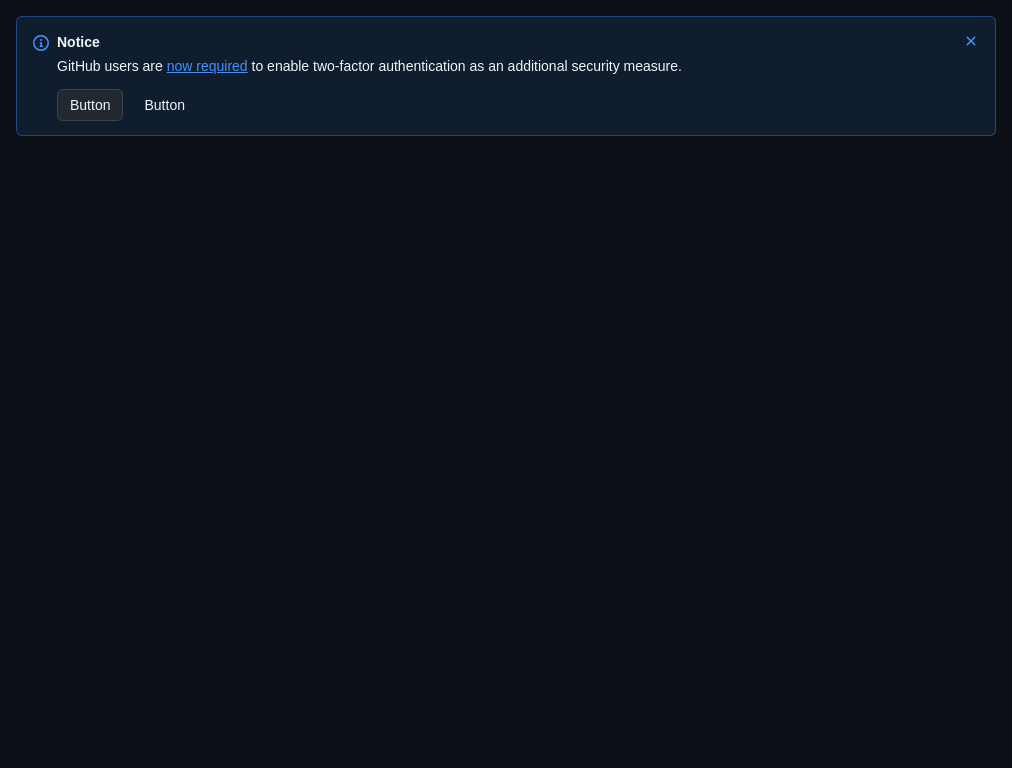 Notice
GitHub users are now required to enable two-factor authentication as an additional security measure.
Button Button